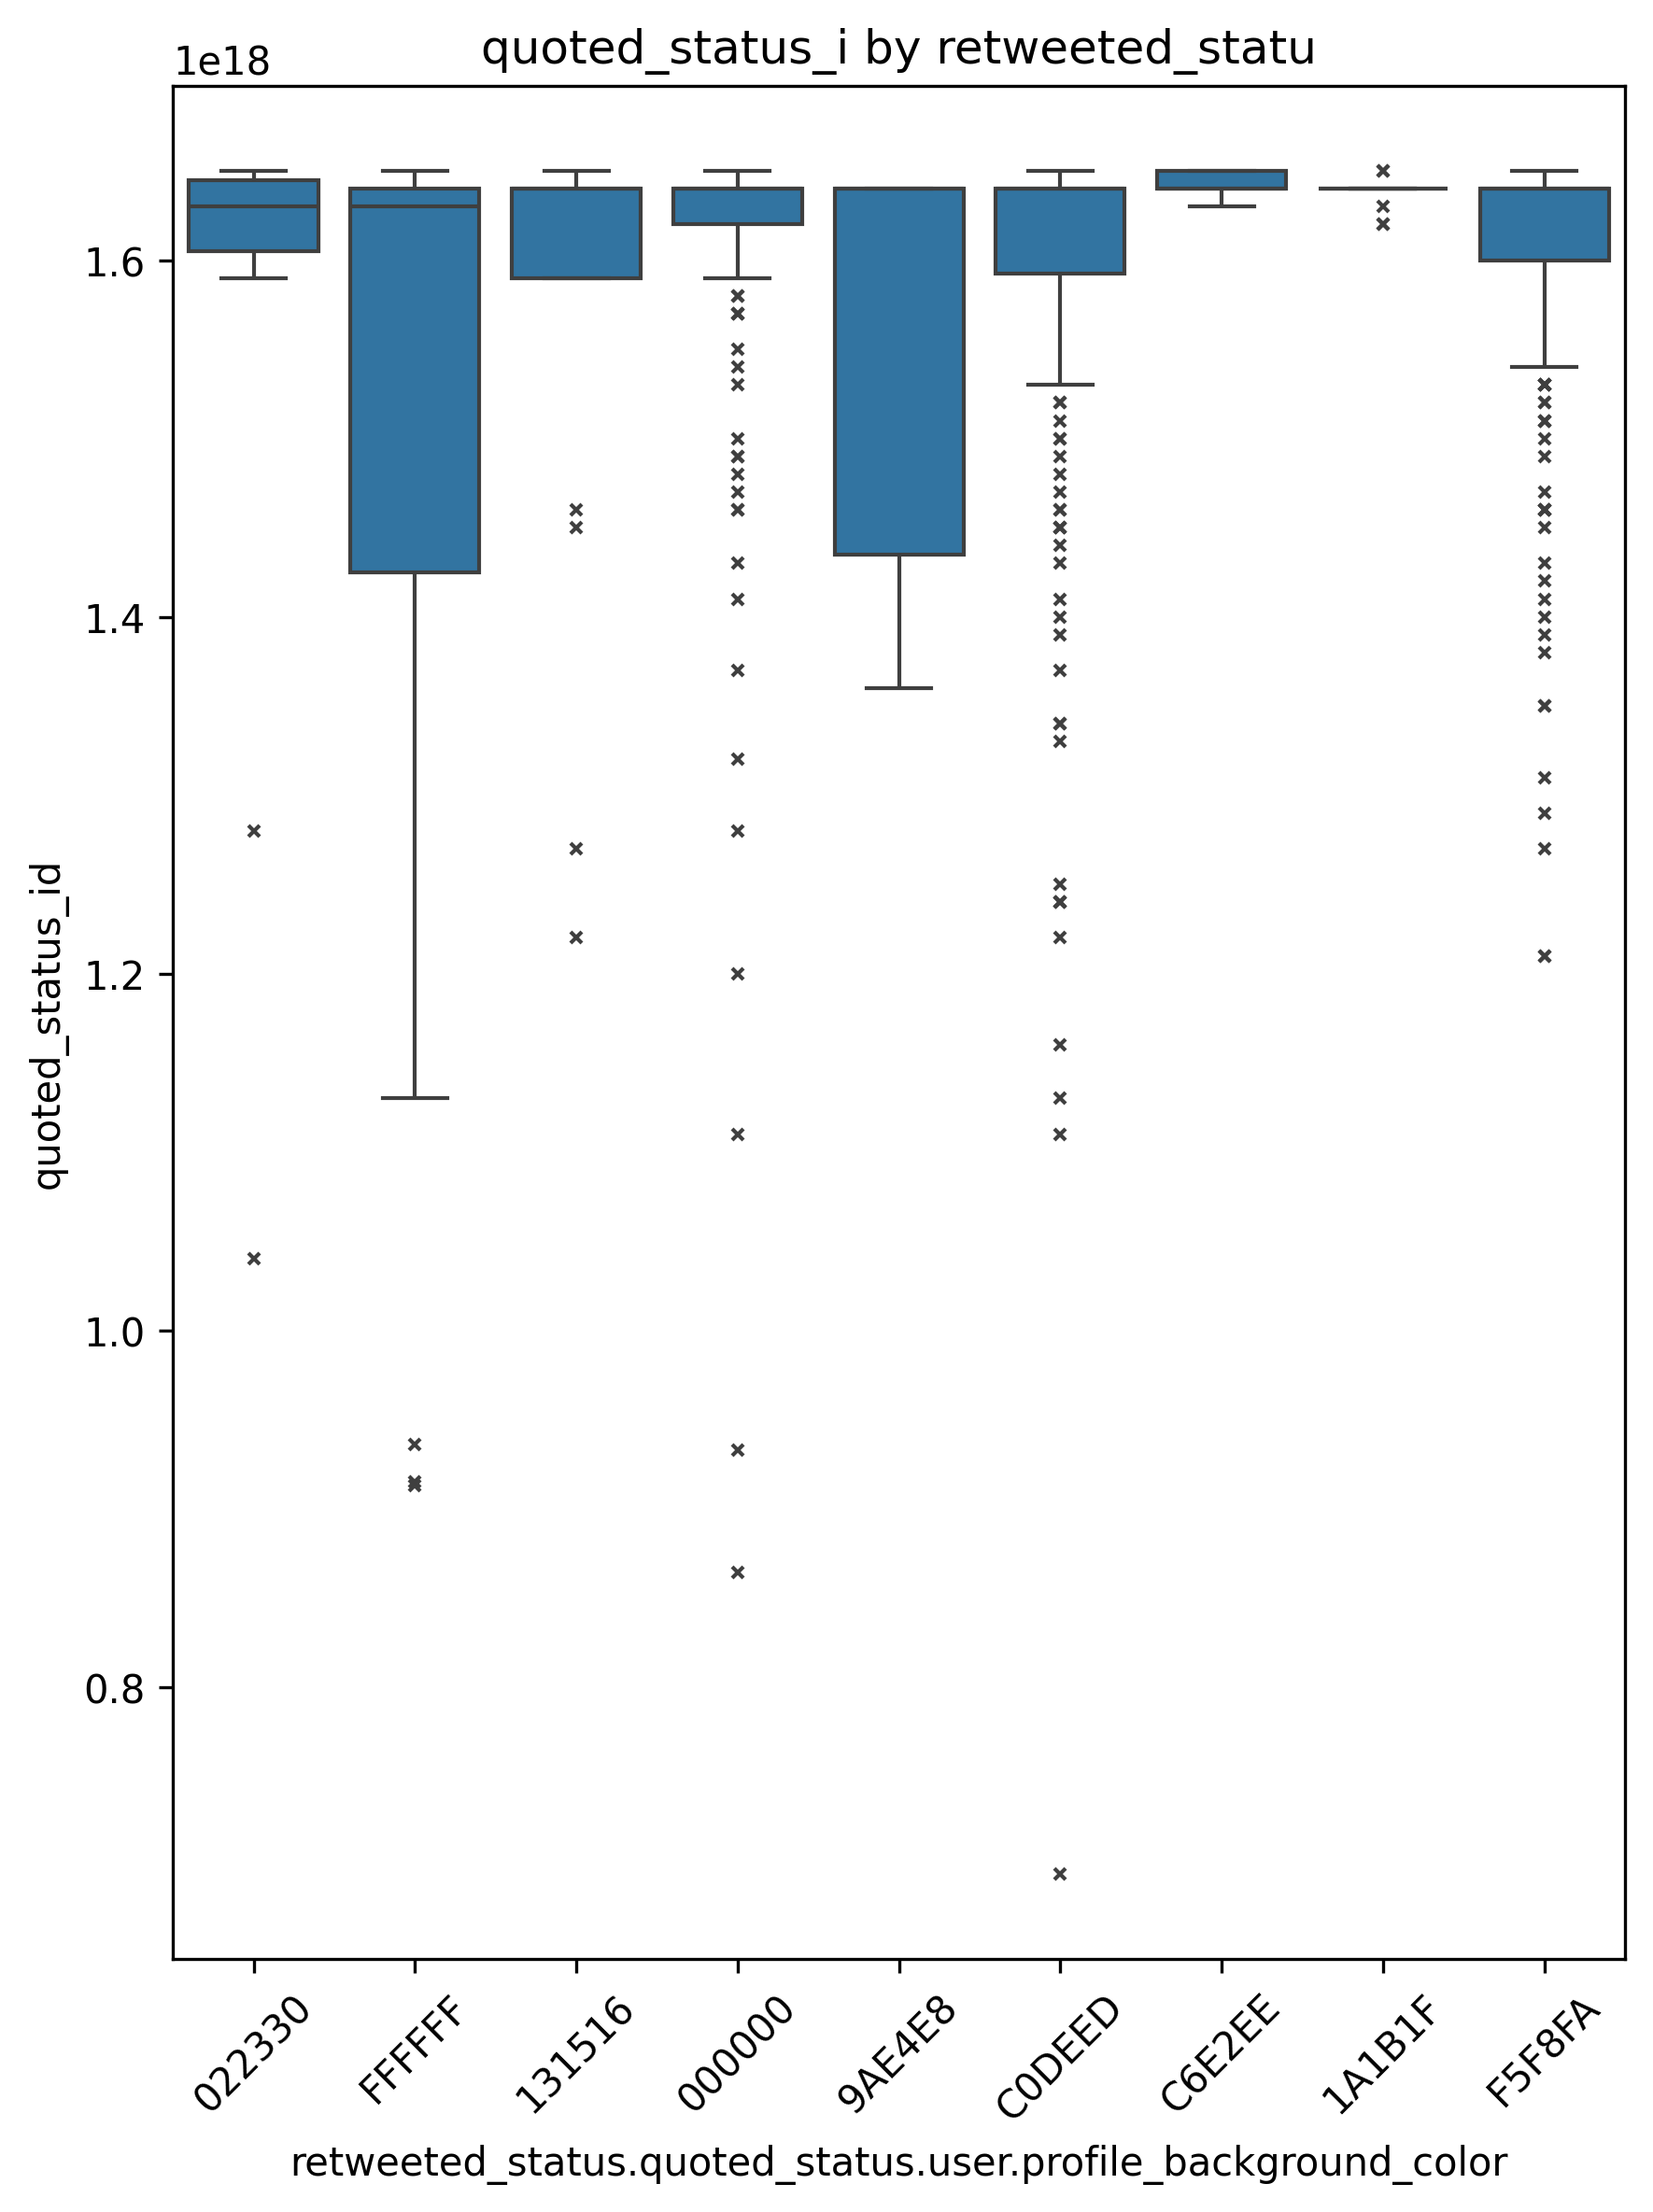 quoted_status_i by retweeted_statu
1e18
1.6
1.4
1.2
1.0
0.8
quoted_status_id
022330
FFFFFF
131516
000000
9AE4E8
C0DEED
C6E2EE
1A1B1F
F5F8FA
retweeted_status.quoted_status.user.profile_background_color